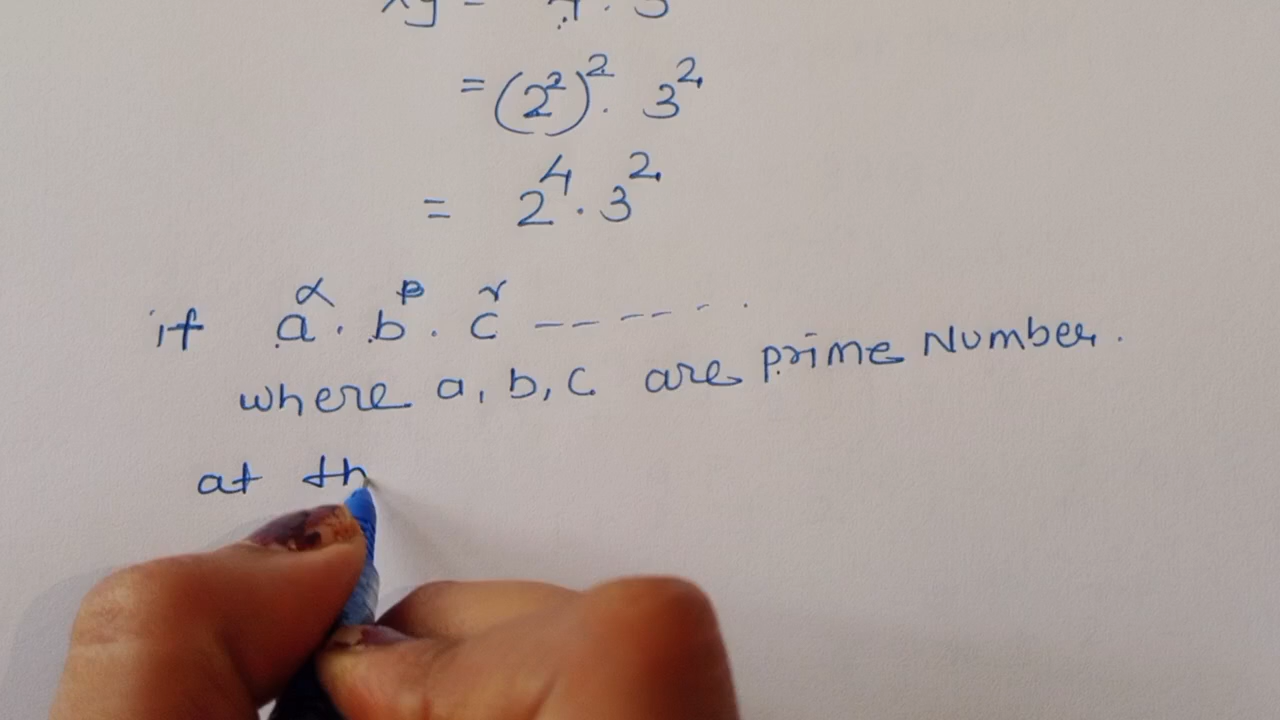 = (2²)². 3²
= 2⁴ . 3²
if a^α . b^β . c^γ ------.
where a, b, c are prime Number.
at th